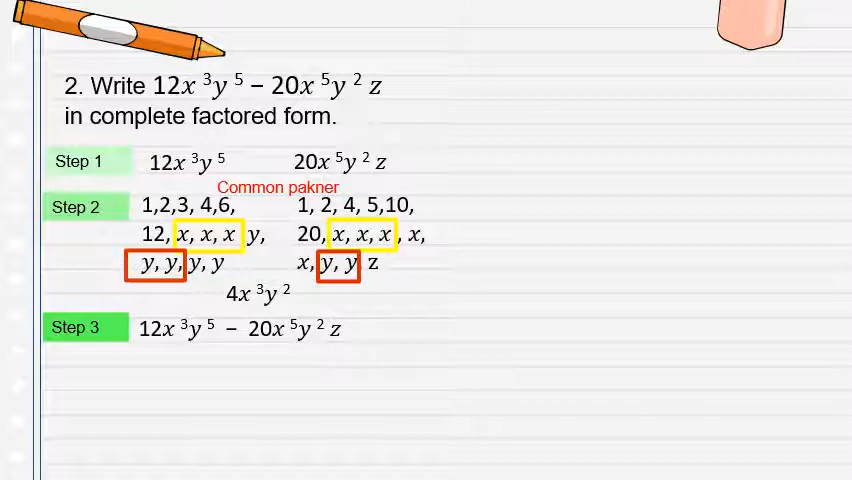 2. Write 12x ³y ⁵ − 20x ⁵y ² z
in complete factored form.
Step 1 12x ³y ⁵ 20x ⁵y ² z
Common pakner
Step 2 1,2,3, 4,6, 1, 2, 4, 5,10,
12, x, x, x y, 20, x, x, x , x,
y, y, y, y x, y, y, z
4x ³y ²
Step 3 12x ³y ⁵ − 20x ⁵y ² z